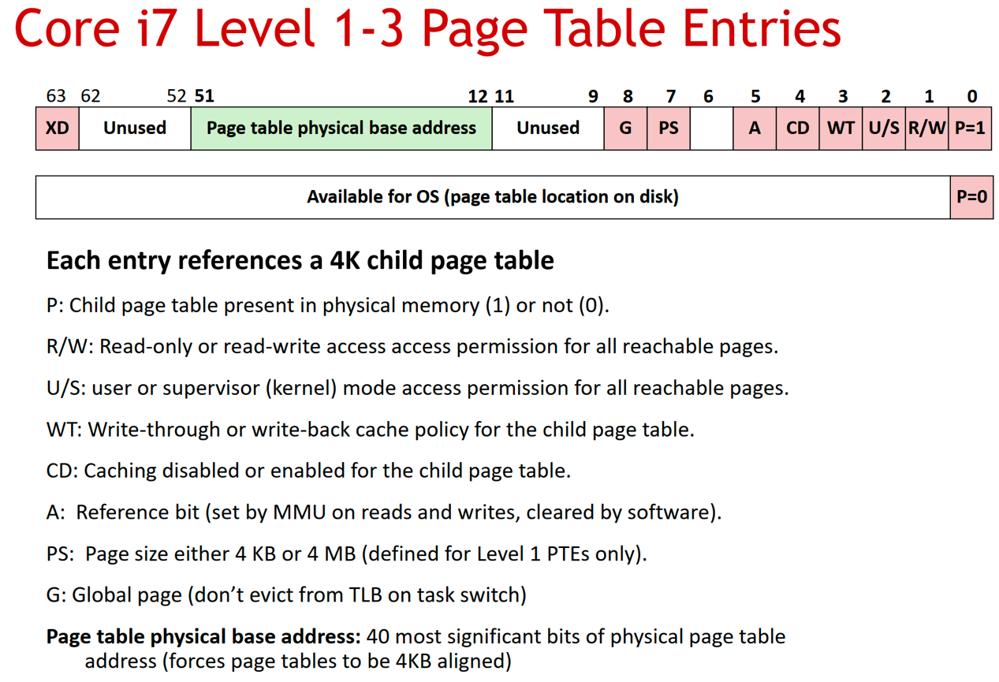 Core i7 Level 1-3 Page Table Entries
63 62 52 51 12 11 9 8 7 6 5 4 3 2 1 0
XD Unused Page table physical base address Unused G PS A CD WT U/S R/W P=1
Available for OS (page table location on disk) P=0
Each entry references a 4K child page table
P: Child page table present in physical memory (1) or not (0).
R/W: Read-only or read-write access access permission for all reachable pages.
U/S: user or supervisor (kernel) mode access permission for all reachable pages.
WT: Write-through or write-back cache policy for the child page table.
CD: Caching disabled or enabled for the child page table.
A: Reference bit (set by MMU on reads and writes, cleared by software).
PS: Page size either 4 KB or 4 MB (defined for Level 1 PTEs only).
G: Global page (don’t evict from TLB on task switch)
Page table physical base address: 40 most significant bits of physical page table
address (forces page tables to be 4KB aligned)